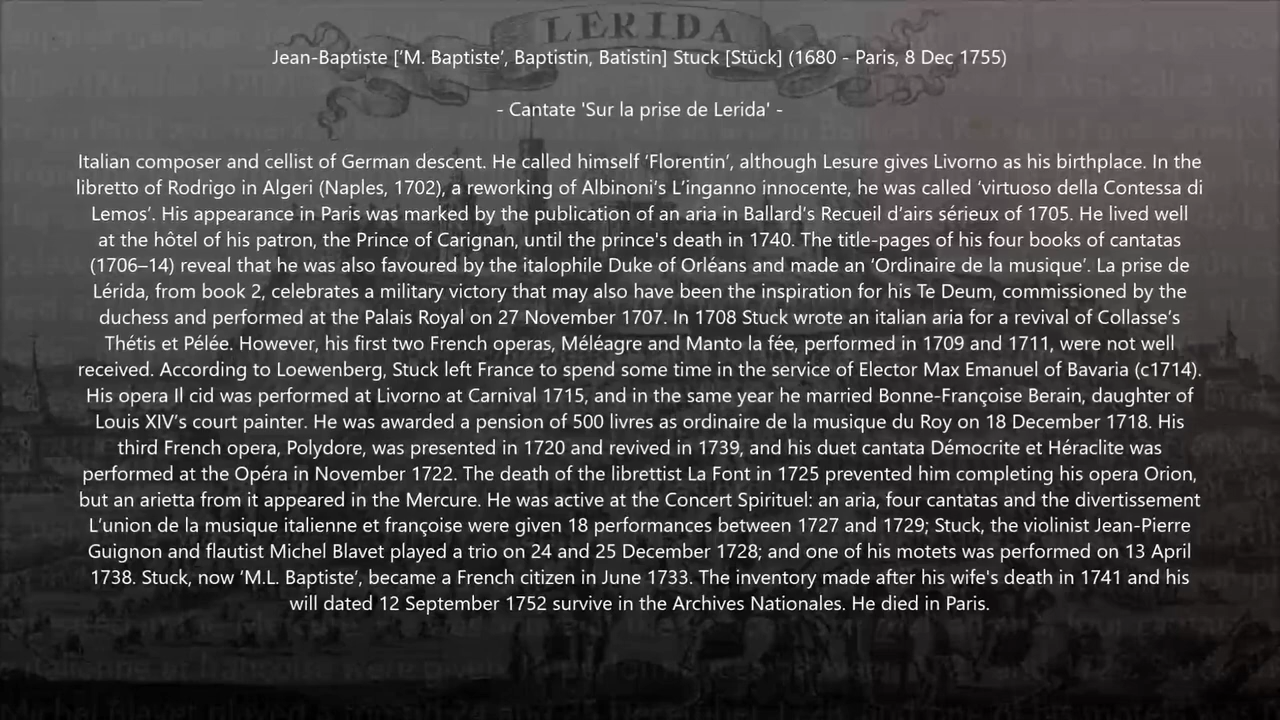 LERIDA
Jean-Baptiste ['M. Baptiste', Baptistin, Batistin] Stuck [Stück] (1680 - Paris, 8 Dec 1755)
- Cantate 'Sur la prise de Lerida' -
Italian composer and cellist of German descent. He called himself ‘Florentin’, although Lesure gives Livorno as his birthplace. In the
libretto of Rodrigo in Algeri (Naples, 1702), a reworking of Albinoni’s L’inganno innocente, he was called ‘virtuoso della Contessa di
Lemos’. His appearance in Paris was marked by the publication of an aria in Ballard’s Recueil d’airs sérieux of 1705. He lived well
at the hôtel of his patron, the Prince of Carignan, until the prince's death in 1740. The title-pages of his four books of cantatas
(1706–14) reveal that he was also favoured by the italophile Duke of Orléans and made an ‘Ordinaire de la musique’. La prise de
Lérida, from book 2, celebrates a military victory that may also have been the inspiration for his Te Deum, commissioned by the
duchess and performed at the Palais Royal on 27 November 1707. In 1708 Stuck wrote an italian aria for a revival of Collasse’s
Thétis et Pélée. However, his first two French operas, Méléagre and Manto la fée, performed in 1709 and 1711, were not well
received. According to Loewenberg, Stuck left France to spend some time in the service of Elector Max Emanuel of Bavaria (c1714).
His opera Il cid was performed at Livorno at Carnival 1715, and in the same year he married Bonne-Françoise Berain, daughter of
Louis XIV’s court painter. He was awarded a pension of 500 livres as ordinaire de la musique du Roy on 18 December 1718. His
third French opera, Polydore, was presented in 1720 and revived in 1739, and his duet cantata Démocrite et Héraclite was
performed at the Opéra in November 1722. The death of the librettist La Font in 1725 prevented him completing his opera Orion,
but an arietta from it appeared in the Mercure. He was active at the Concert Spirituel: an aria, four cantatas and the divertissement
L’union de la musique italienne et françoise were given 18 performances between 1727 and 1729; Stuck, the violinist Jean-Pierre
Guignon and flautist Michel Blavet played a trio on 24 and 25 December 1728; and one of his motets was performed on 13 April
1738. Stuck, now ‘M.L. Baptiste’, became a French citizen in June 1733. The inventory made after his wife's death in 1741 and his
will dated 12 September 1752 survive in the Archives Nationales. He died in Paris.